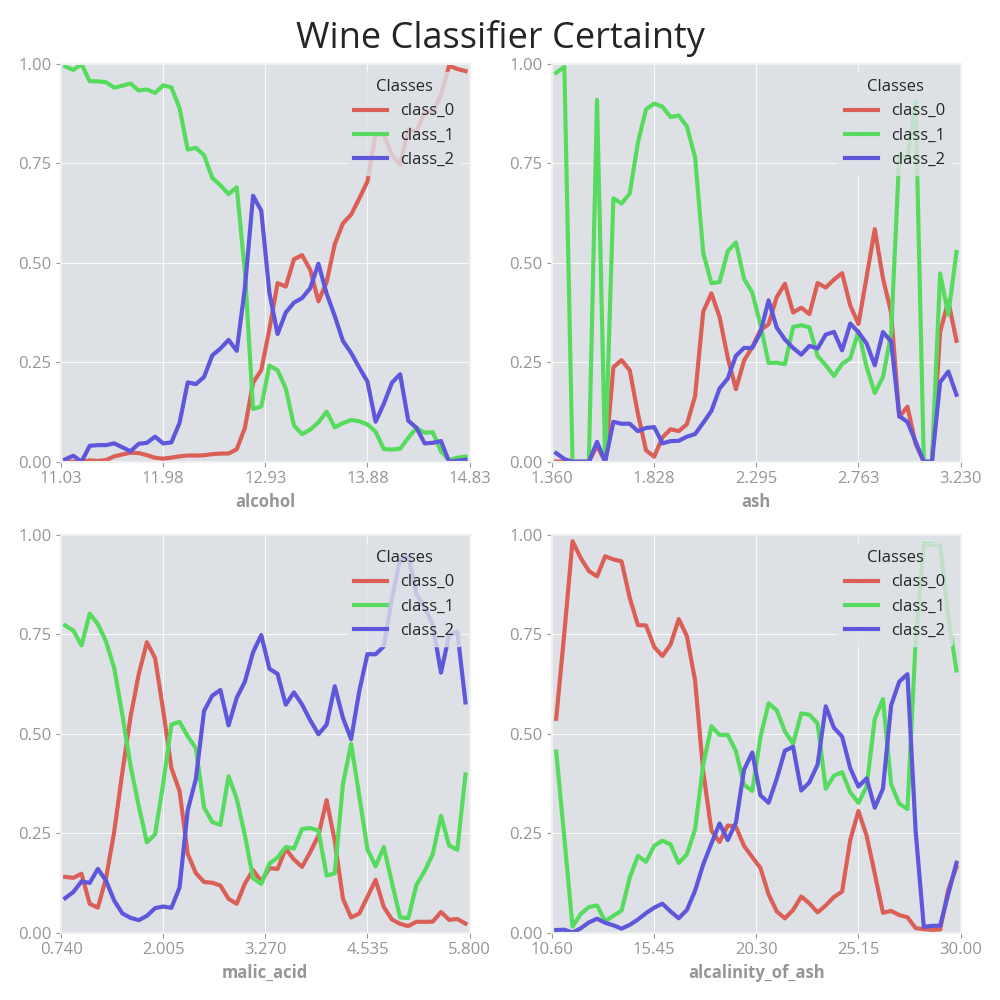 Wine Classifier Certainty
1.00
0.75
0.50
0.25
0.00
11.03 11.98 12.93 13.88 14.83
alcohol
Classes
class_0
class_1
class_2
1.00
0.75
0.50
0.25
0.00
1.360 1.828 2.295 2.763 3.230
ash
Classes
class_0
class_1
class_2
1.00
0.75
0.50
0.25
0.00
0.740 2.005 3.270 4.535 5.800
malic_acid
Classes
class_0
class_1
class_2
1.00
0.75
0.50
0.25
0.00
10.60 15.45 20.30 25.15 30.00
alcalinity_of_ash
Classes
class_0
class_1
class_2